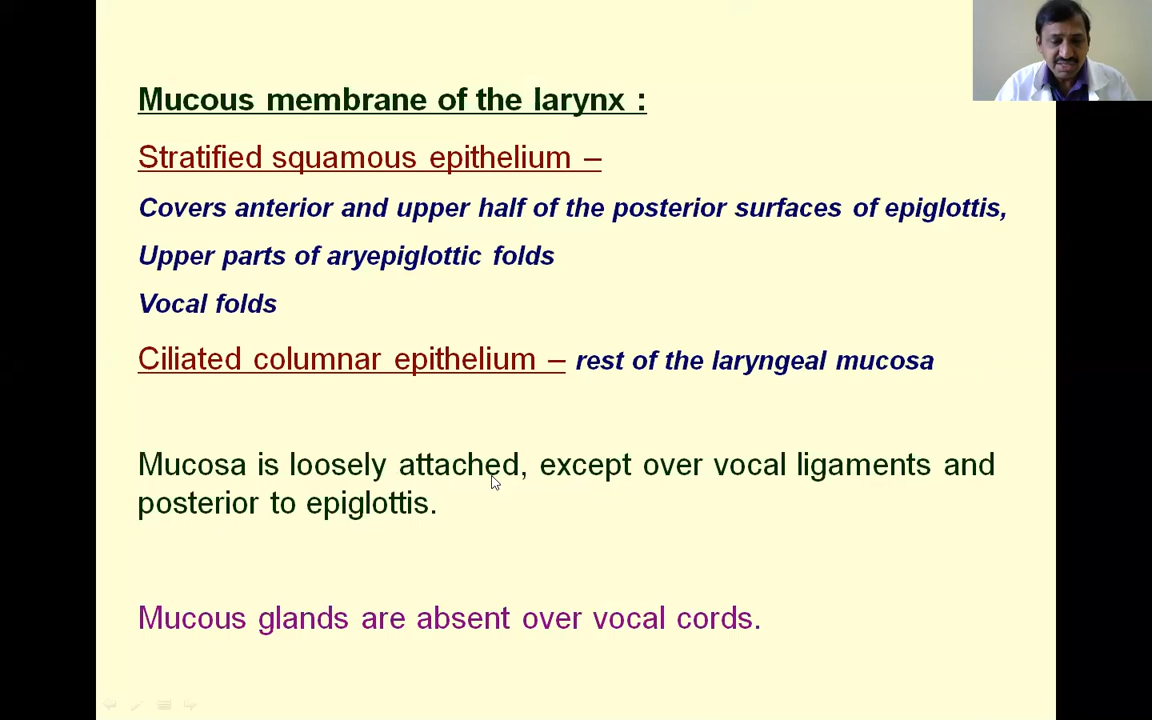 Mucous membrane of the larynx :
Stratified squamous epithelium –
Covers anterior and upper half of the posterior surfaces of epiglottis,
Upper parts of aryepiglottic folds
Vocal folds
Ciliated columnar epithelium – rest of the laryngeal mucosa
Mucosa is loosely attached, except over vocal ligaments and
posterior to epiglottis.
Mucous glands are absent over vocal cords.